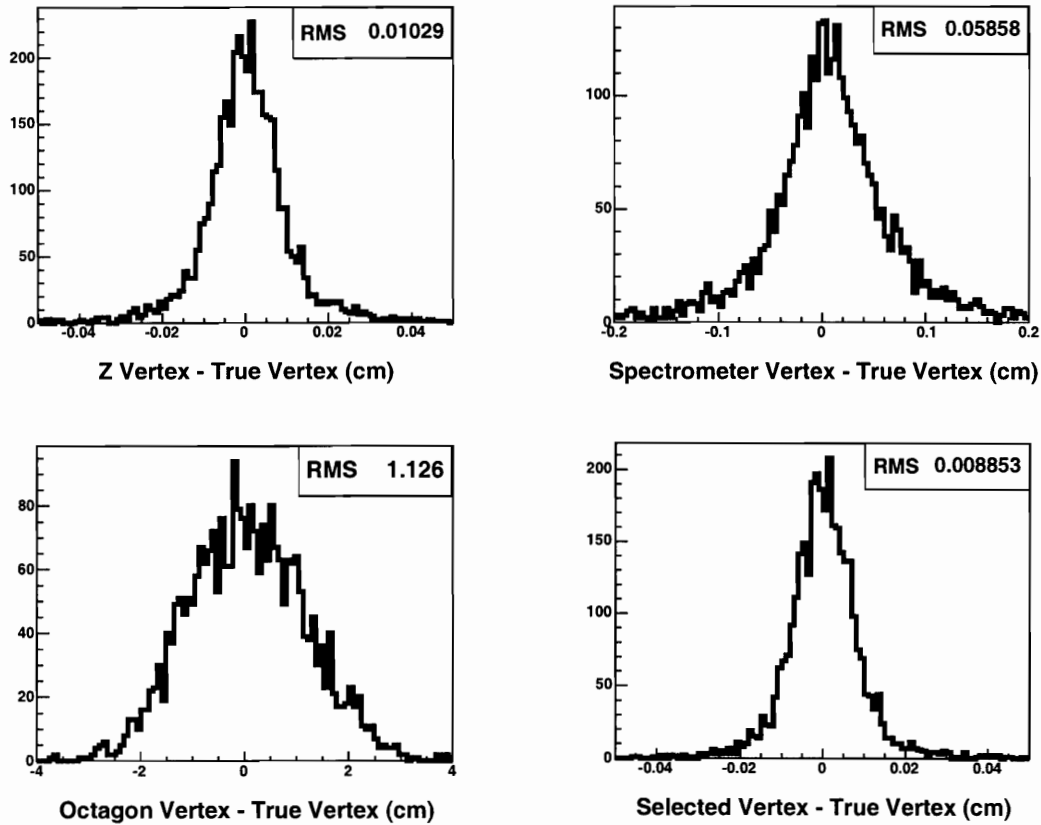 RMS 0.01029
200
150
100
50
0
-0.04 -0.02 0 0.02 0.04
Z Vertex - True Vertex (cm)
RMS 0.05858
100
50
0
-0.2 -0.1 0 0.1 0.2
Spectrometer Vertex - True Vertex (cm)
RMS 1.126
80
60
40
20
0
-4 -2 0 2 4
Octagon Vertex - True Vertex (cm)
RMS 0.008853
200
150
100
50
0
-0.04 -0.02 0 0.02 0.04
Selected Vertex - True Vertex (cm)